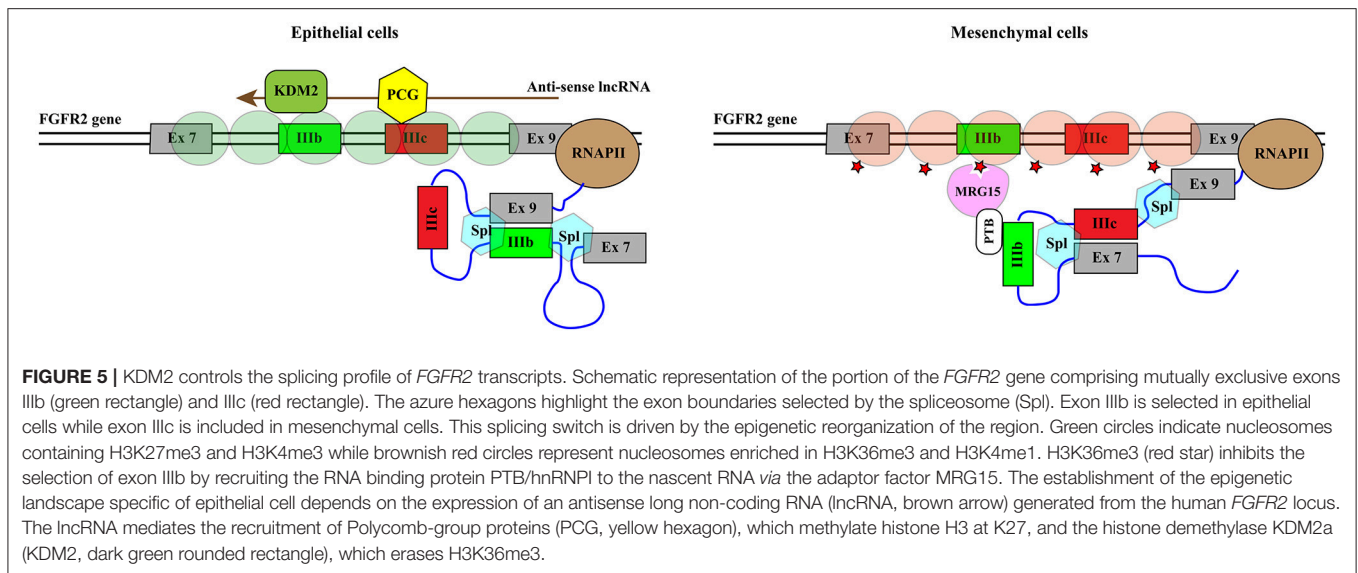 Epithelial cells
Mesenchymal cells
KDM2
PCG
Anti-sense lncRNA
FGFR2 gene
Ex 7
IIIb
IIIc
Ex 9
RNAPII
IIIc
Spl
Ex 9
IIIb
Spl
Ex 7
FGFR2 gene
Ex 7
IIIb
IIIc
Ex 9
RNAPII
MRG15
PTB
IIIb
Spl
IIIc
Ex 7
Spl
Ex 9
FIGURE 5 | KDM2 controls the splicing profile of FGFR2 transcripts. Schematic representation of the portion of the FGFR2 gene comprising mutually exclusive exons
IIIb (green rectangle) and IIIc (red rectangle). The azure hexagons highlight the exon boundaries selected by the spliceosome (Spl). Exon IIIb is selected in epithelial
cells while exon IIIc is included in mesenchymal cells. This splicing switch is driven by the epigenetic reorganization of the region. Green circles indicate nucleosomes
containing H3K27me3 and H3K4me3 while brownish red circles represent nucleosomes enriched in H3K36me3 and H3K4me1. H3K36me3 (red star) inhibits the
selection of exon IIIb by recruiting the RNA binding protein PTB/hnRNPI to the nascent RNA via the adaptor factor MRG15. The establishment of the epigenetic
landscape specific of epithelial cell depends on the expression of an antisense long non-coding RNA (lncRNA, brown arrow) generated from the human FGFR2 locus.
The lncRNA mediates the recruitment of Polycomb-group proteins (PCG, yellow hexagon), which methylate histone H3 at K27, and the histone demethylase KDM2a
(KDM2, dark green rounded rectangle), which erases H3K36me3.